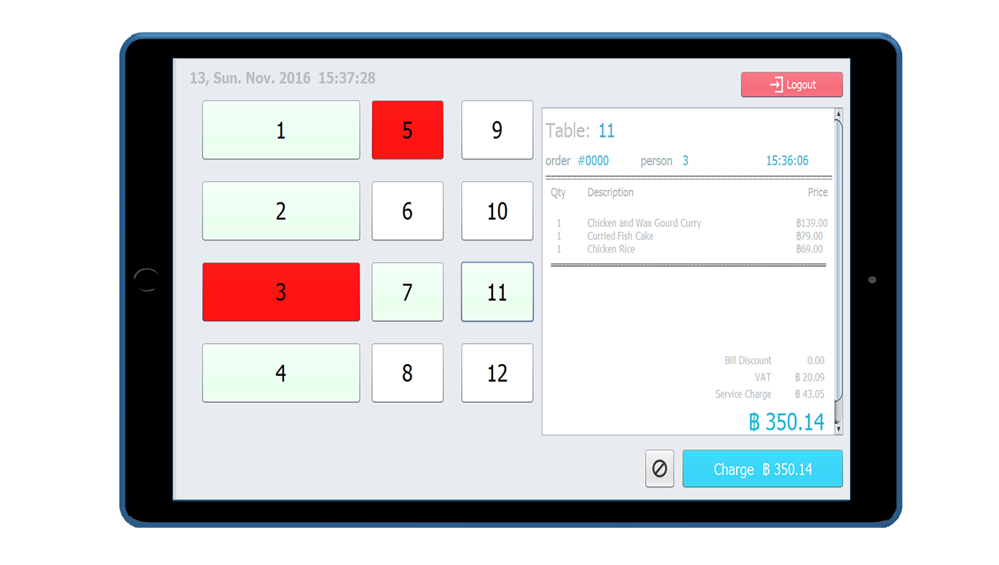 13, Sun. Nov. 2016 15:37:28
Logout
1
5
9
2
6
10
3
7
11
4
8
12
Table: 11
order #0000 person 3 15:36:06
Qty Description Price
1 Chicken and Wax Gourd Curry ฿139.00
1 Curried Fish Cake ฿79.00
1 Chicken Rice ฿69.00
Bill Discount 0.00
VAT ฿ 20.09
Service Charge ฿ 43.05
฿ 350.14
Charge ฿ 350.14